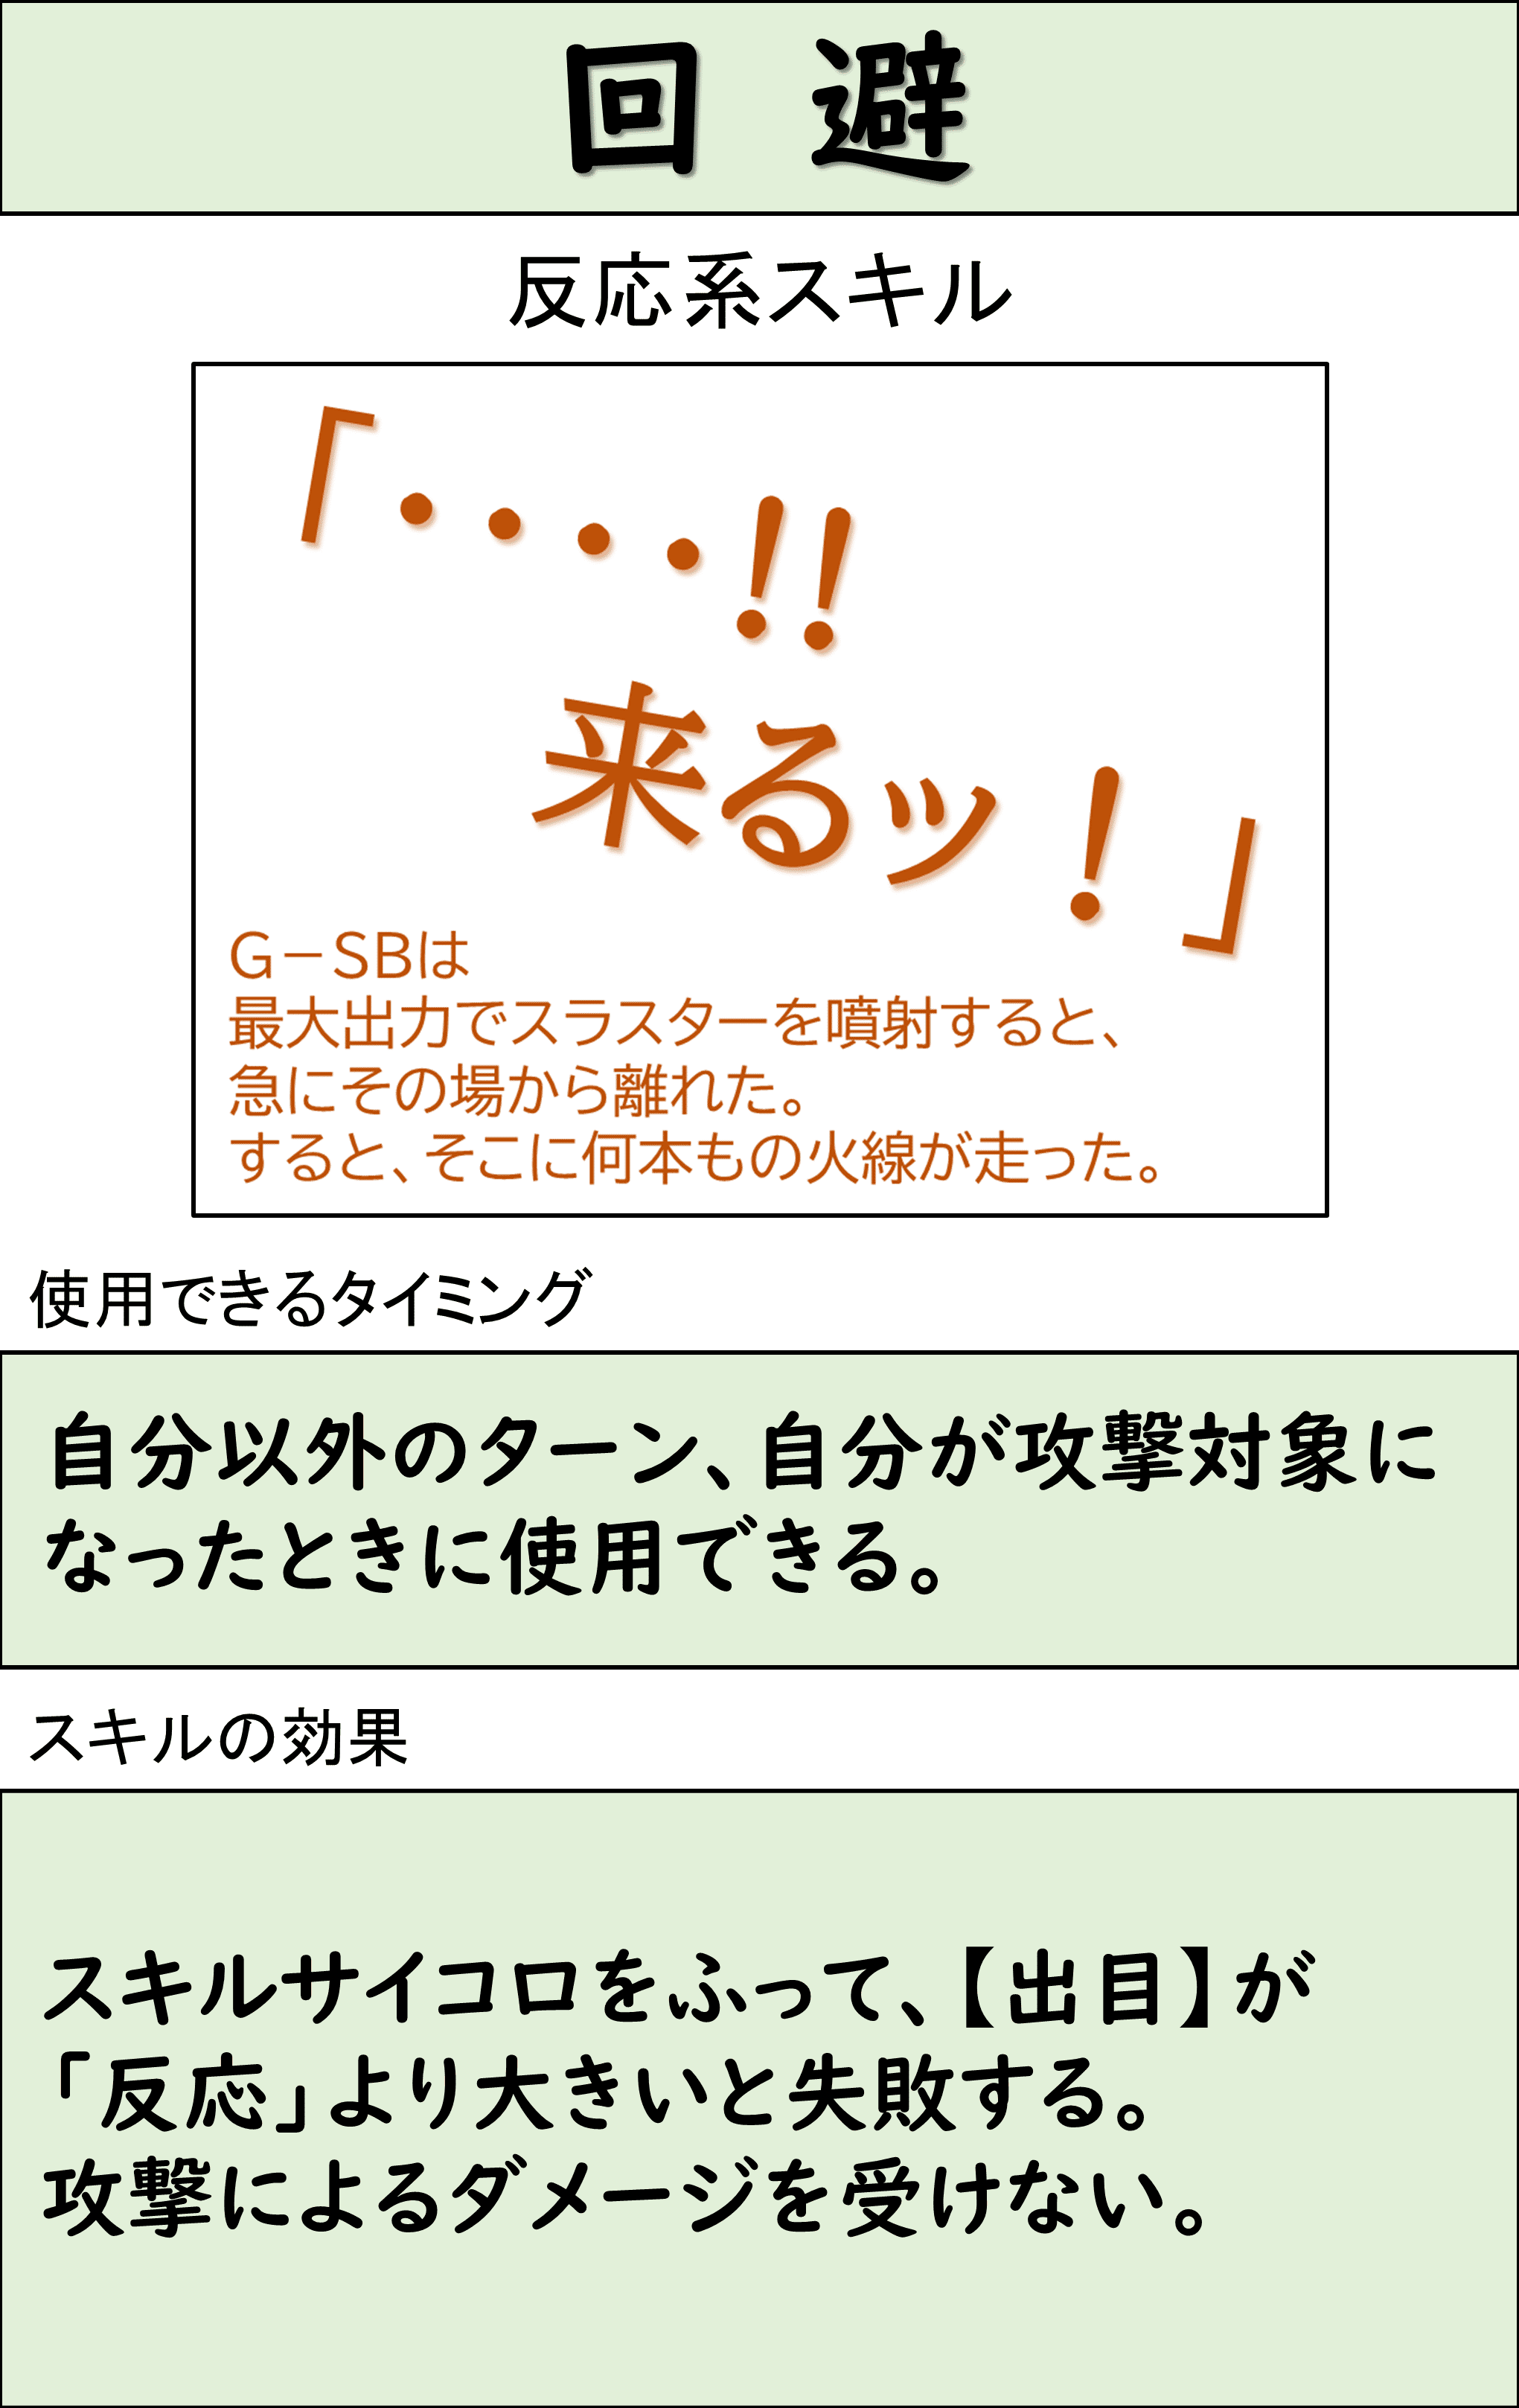 回避
反応系スキル
「・・・・!!
来るッ！」
G－SBは
最大出力でスラスターを噴射すると、
急にその場から離れた。
すると、そこに何本もの火線が走った。
使用できるタイミング
自分以外のターン、自分が攻撃対象に
なったときに使用できる。
スキルの効果
スキルサイコロをふって、【出目】が
「反応」より大きいと失敗する。
攻撃によるダメージを受けない。